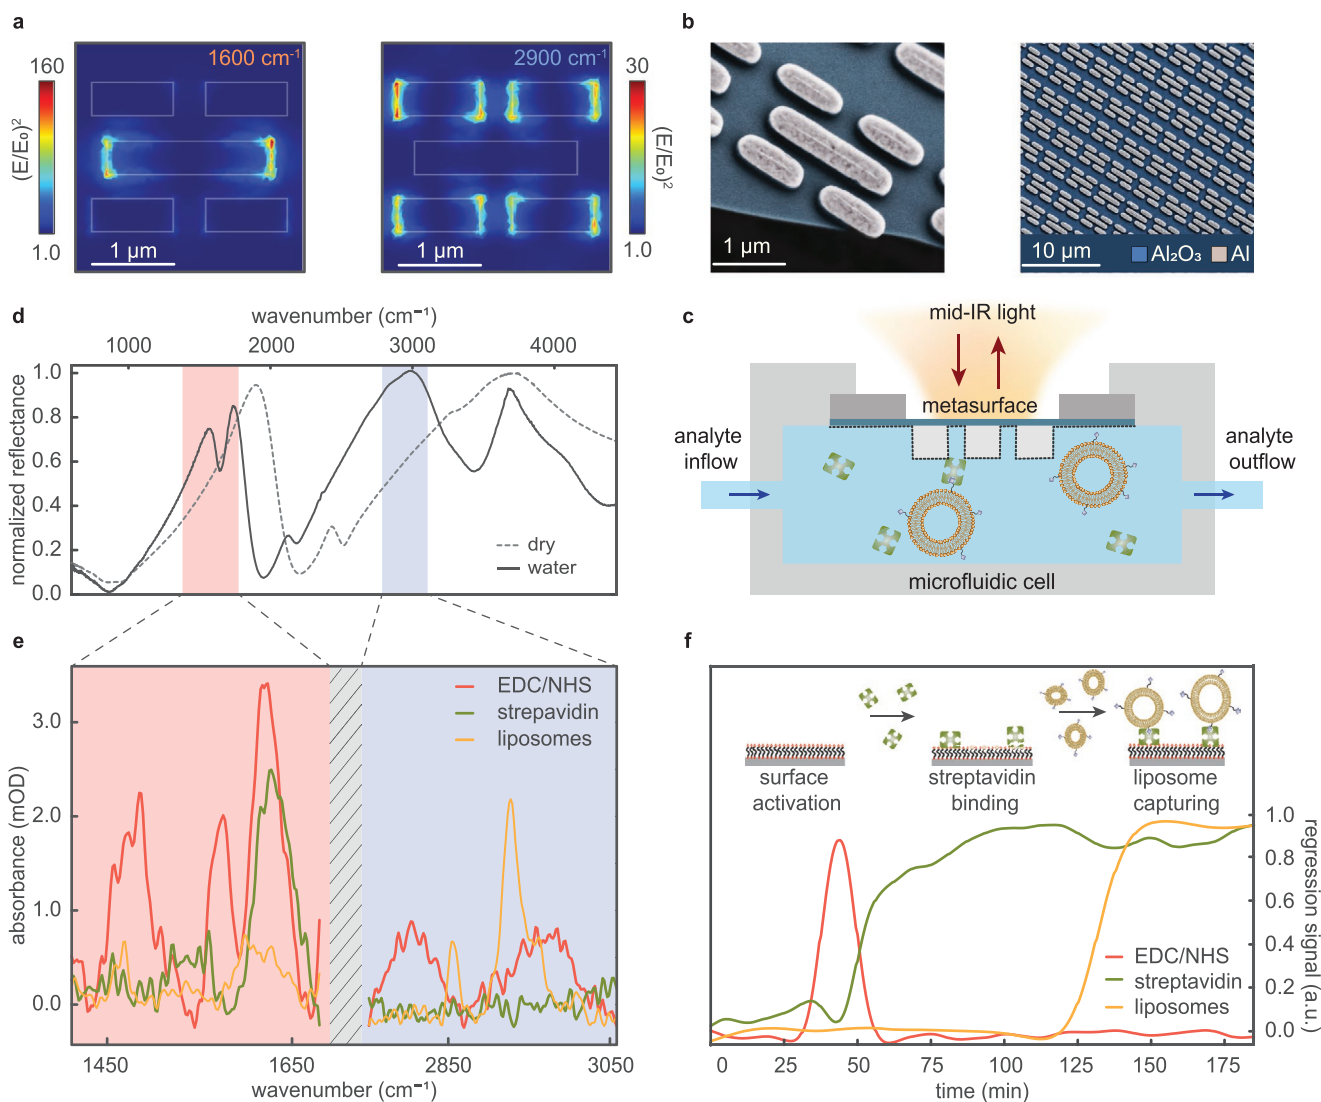 a
160
(E/E₀)²
1.0
1600 cm⁻¹
1 µm
2900 cm⁻¹
1 µm
30
(E/E₀)²
1.0
b
1 µm
10 µm
Al₂O₃
Al
d
wavenumber (cm⁻¹)
1000
2000
3000
4000
normalized reflectance
1.0
0.8
0.6
0.4
0.2
0.0
dry
water
c
mid-IR light
metasurface
analyte
inflow
analyte
outflow
microfluidic cell
e
absorbance (mOD)
3.0
2.0
1.0
0.0
EDC/NHS
strepavidin
liposomes
1450
1650
2850
3050
wavenumber (cm⁻¹)
f
surface
activation
streptavidin
binding
liposome
capturing
1.0
0.8
0.6
0.4
0.2
0.0
regression signal (a.u.)
EDC/NHS
streptavidin
liposomes
0
25
50
75
100
125
150
175
time (min)